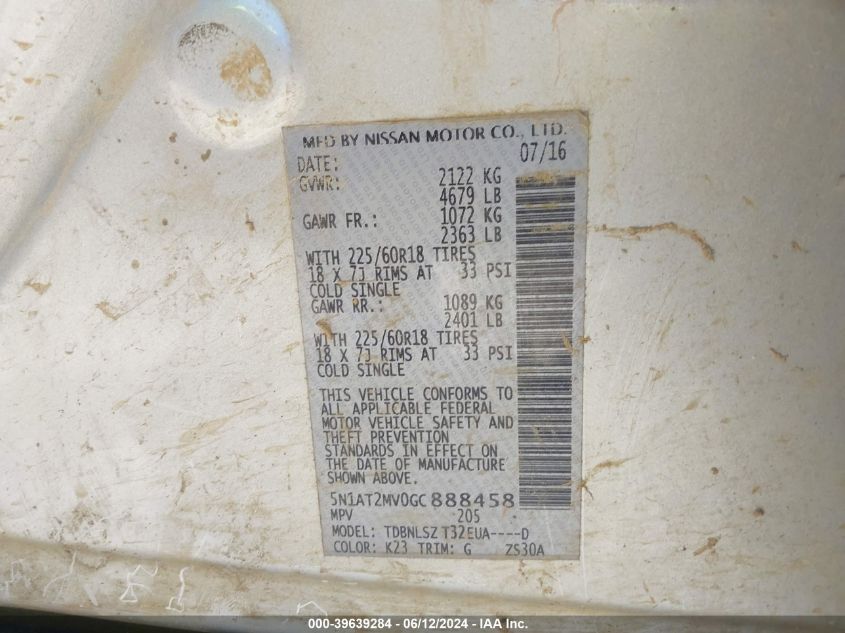 MFD BY NISSAN MOTOR CO., LTD.
DATE: 07/16
GVWR: 2122 KG
4679 LB
GAWR FR.: 1072 KG
2363 LB
WITH 225/60R18 TIRES
18 X 7J RIMS AT 33 PSI
COLD SINGLE
GAWR RR.: 1089 KG
2401 LB
WITH 225/60R18 TIRES
18 X 7J RIMS AT 33 PSI
COLD SINGLE
THIS VEHICLE CONFORMS TO
ALL APPLICABLE FEDERAL
MOTOR VEHICLE SAFETY AND
THEFT PREVENTION
STANDARDS IN EFFECT ON
THE DATE OF MANUFACTURE
SHOWN ABOVE.
5N1AT2MV0GC888458
MPV 205
MODEL: TDBNLSZ T32EUA----D
COLOR: K23 TRIM: G ZS30A
000-39639284 - 06/12/2024 - IAA Inc.